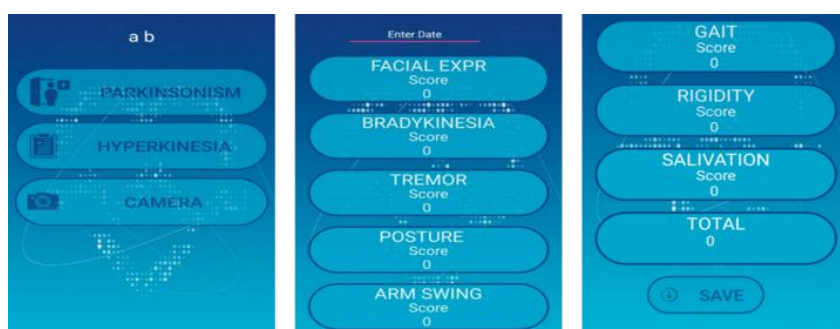 a b
PARKINSONISM
HYPERKINESIA
CAMERA
Enter Date
FACIAL EXPR
Score
0
BRADYKINESIA
Score
0
TREMOR
Score
0
POSTURE
Score
0
ARM SWING
Score
0
GAIT
Score
0
RIGIDITY
Score
0
SALIVATION
Score
0
TOTAL
0
SAVE